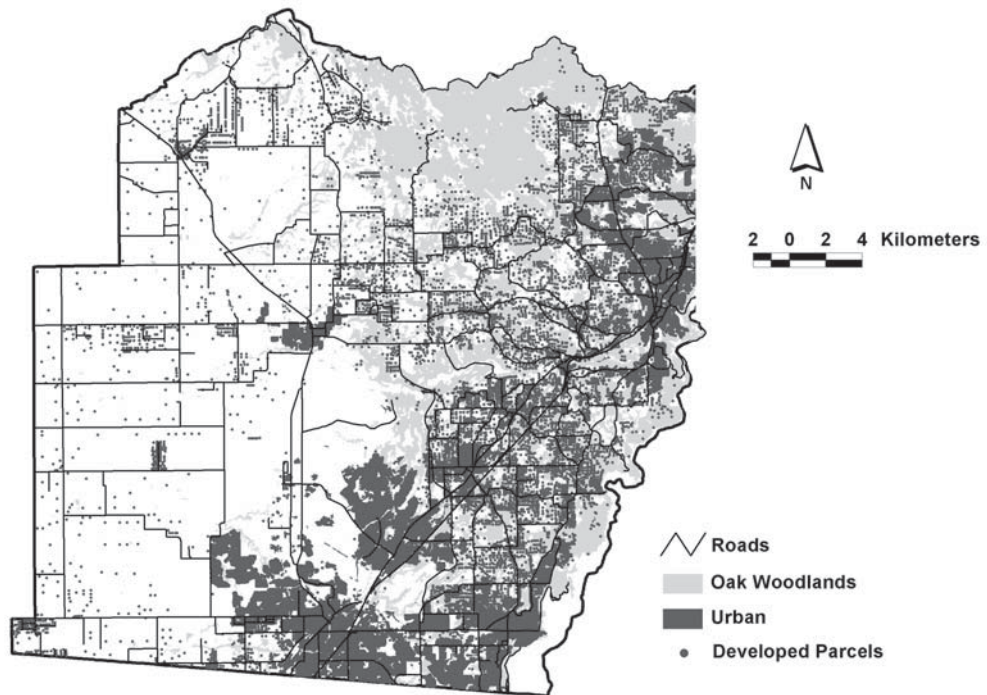 N
2 0 2 4 Kilometers
Roads
Oak Woodlands
Urban
Developed Parcels